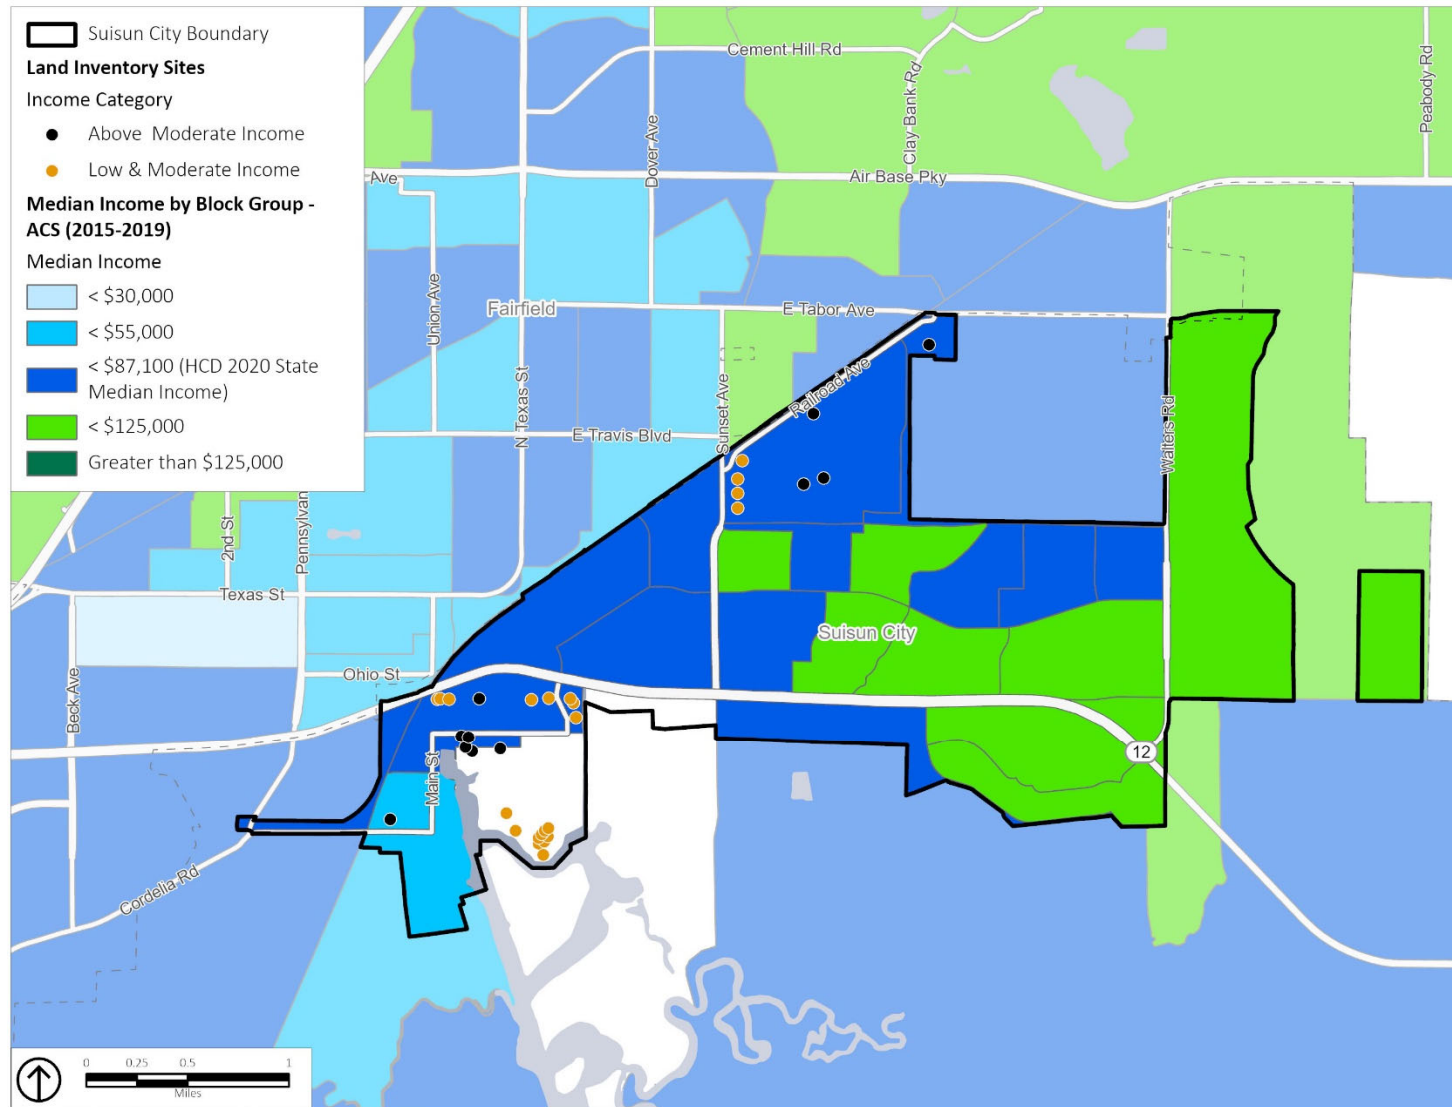 Suisun City Boundary
Land Inventory Sites
Income Category
Above Moderate Income
Low & Moderate Income
Median Income by Block Group -
ACS (2015-2019)
Median Income
< $30,000
< $55,000
< $87,100 (HCD 2020 State
Median Income)
< $125,000
Greater than $125,000
Cement Hill Rd
Clay Bank Rd
Peabody Rd
Dover Ave
Ave
Air Base Pky
Union Ave
Fairfield
E Tabor Ave
N Texas St
Railroad Ave
Sunset Ave
E Travis Blvd
Walters Rd
2nd St
Pennsylvan
Texas St
Suisun City
Ohio St
Beck Ave
Main St
12
Cordelia Rd
0 0.25 0.5 1
Miles